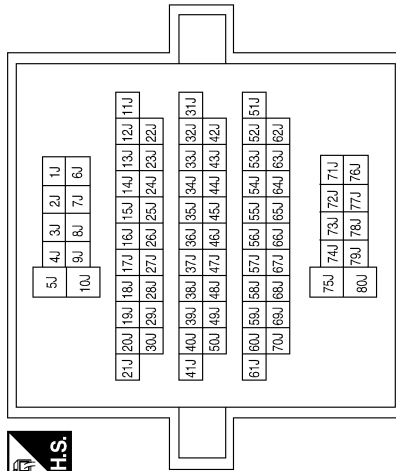 H.S.
5J 4J 3J 2J 1J
10J 9J 8J 7J 6J
21J 20J 19J 18J 17J 16J 15J 14J 13J 12J 11J
30J 29J 28J 27J 26J 25J 24J 23J 22J
41J 40J 39J 38J 37J 36J 35J 34J 33J 32J 31J
50J 49J 48J 47J 46J 45J 44J 43J 42J
61J 60J 59J 58J 57J 56J 55J 54J 53J 52J 51J
70J 69J 68J 67J 66J 65J 64J 63J 62J
75J 74J 73J 72J 71J
80J 79J 78J 77J 76J